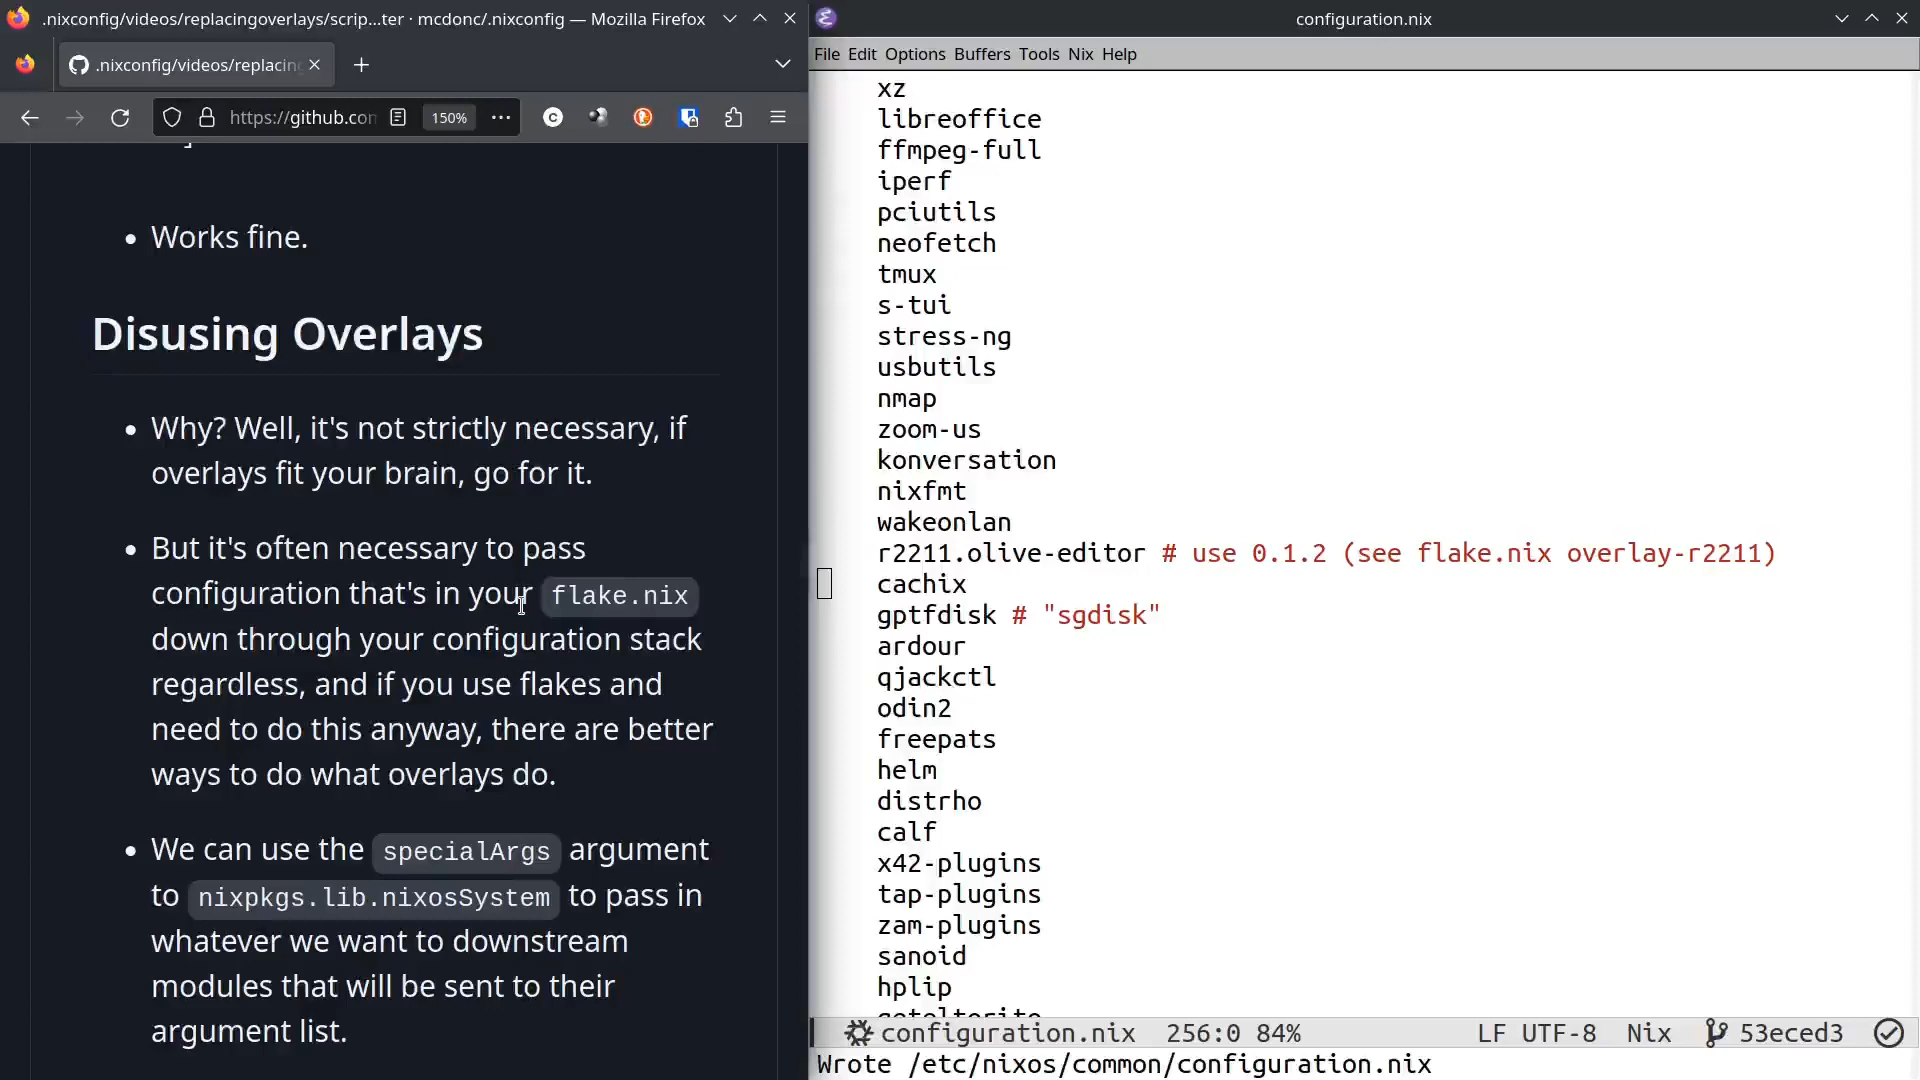 .nixconfig/videos/replacingoverlays/scrip...ter · mcdonc/.nixconfig — Mozilla Firefox
.nixconfig/videos/replacing
https://github.con
150%
Works fine.
Disusing Overlays
Why? Well, it's not strictly necessary, if
overlays fit your brain, go for it.
But it's often necessary to pass
configuration that's in your flake.nix
down through your configuration stack
regardless, and if you use flakes and
need to do this anyway, there are better
ways to do what overlays do.
We can use the specialArgs argument
to nixpkgs.lib.nixosSystem to pass in
whatever we want to downstream
modules that will be sent to their
argument list.
configuration.nix
File Edit Options Buffers Tools Nix Help
xz
libreoffice
ffmpeg-full
iperf
pciutils
neofetch
tmux
s-tui
stress-ng
usbutils
nmap
zoom-us
konversation
nixfmt
wakeonlan
r2211.olive-editor # use 0.1.2 (see flake.nix overlay-r2211)
cachix
gptfdisk # "sgdisk"
ardour
qjackctl
odin2
freepats
helm
distrho
calf
x42-plugins
tap-plugins
zam-plugins
sanoid
hplip
configuration.nix 256:0 84% LF UTF-8 Nix 53eced3
Wrote /etc/nixos/common/configuration.nix